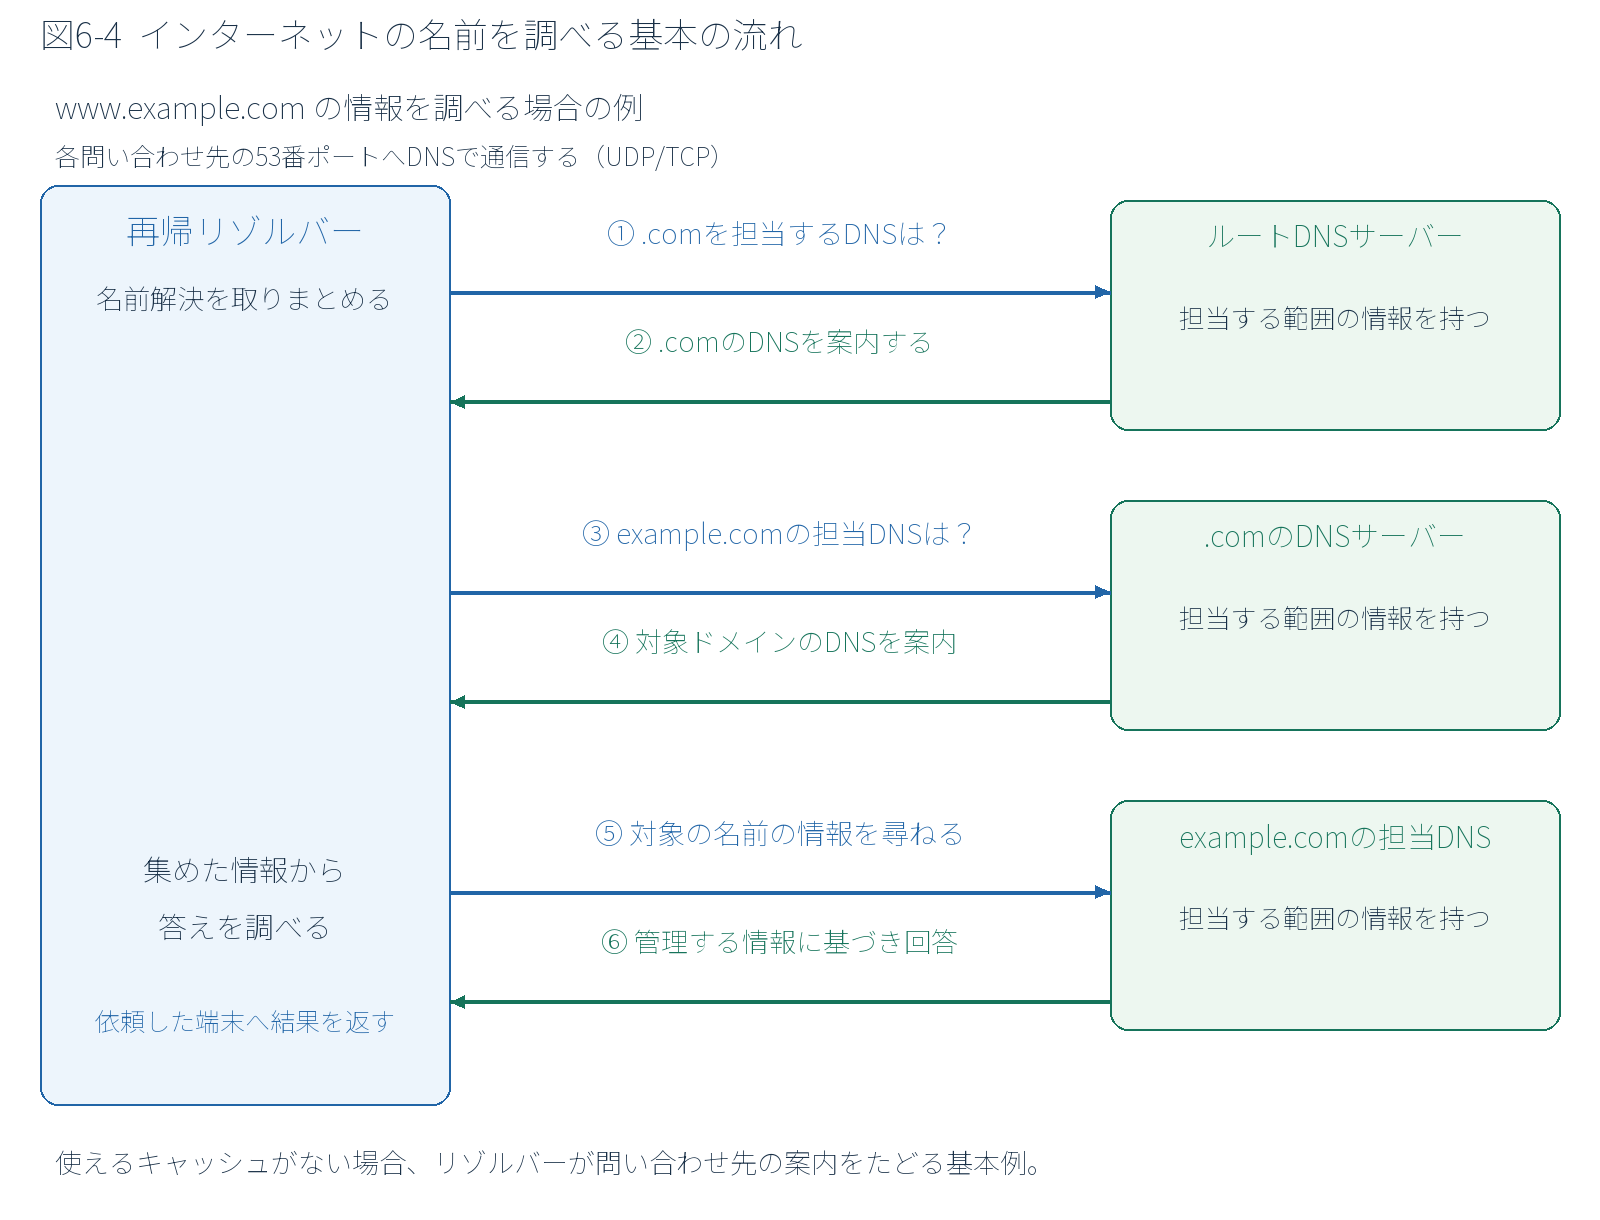 図6-4 インターネットの名前を調べる基本の流れ
www.example.com の情報を調べる場合の例
各問い合わせ先の53番ポートへDNSで通信する（UDP/TCP）
再帰リゾルバー
名前解決を取りまとめる
① .comを担当するDNSは？
② .comのDNSを案内する
ルートDNSサーバー
担当する範囲の情報を持つ
③ example.comの担当DNSは？
④ 対象ドメインのDNSを案内
.comのDNSサーバー
担当する範囲の情報を持つ
⑤ 対象の名前の情報を尋ねる
⑥ 管理する情報に基づき回答
example.comの担当DNS
担当する範囲の情報を持つ
集めた情報から
答えを調べる
依頼した端末へ結果を返す
使えるキャッシュがない場合、リゾルバーが問い合わせ先の案内をたどる基本例。